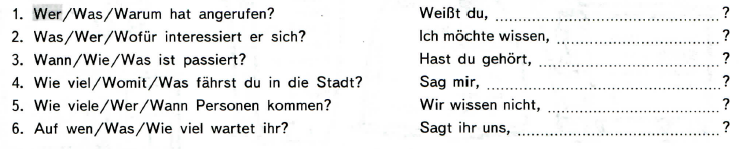 1. Wer/Was/Warum hat angerufen? Weißt du, ............................................?
2. Was/Wer/Wofür interessiert er sich? Ich möchte wissen, ................................?
3. Wann/Wie/Was ist passiert? Hast du gehört, ......................................?
4. Wie viel/Womit/Was fährst du in die Stadt? Sag mir, ............................................?
5. Wie viele/Wer/Wann Personen kommen? Wir wissen nicht, ....................................?
6. Auf wen/Was/Wie viel wartet ihr? Sagt ihr uns, ........................................?